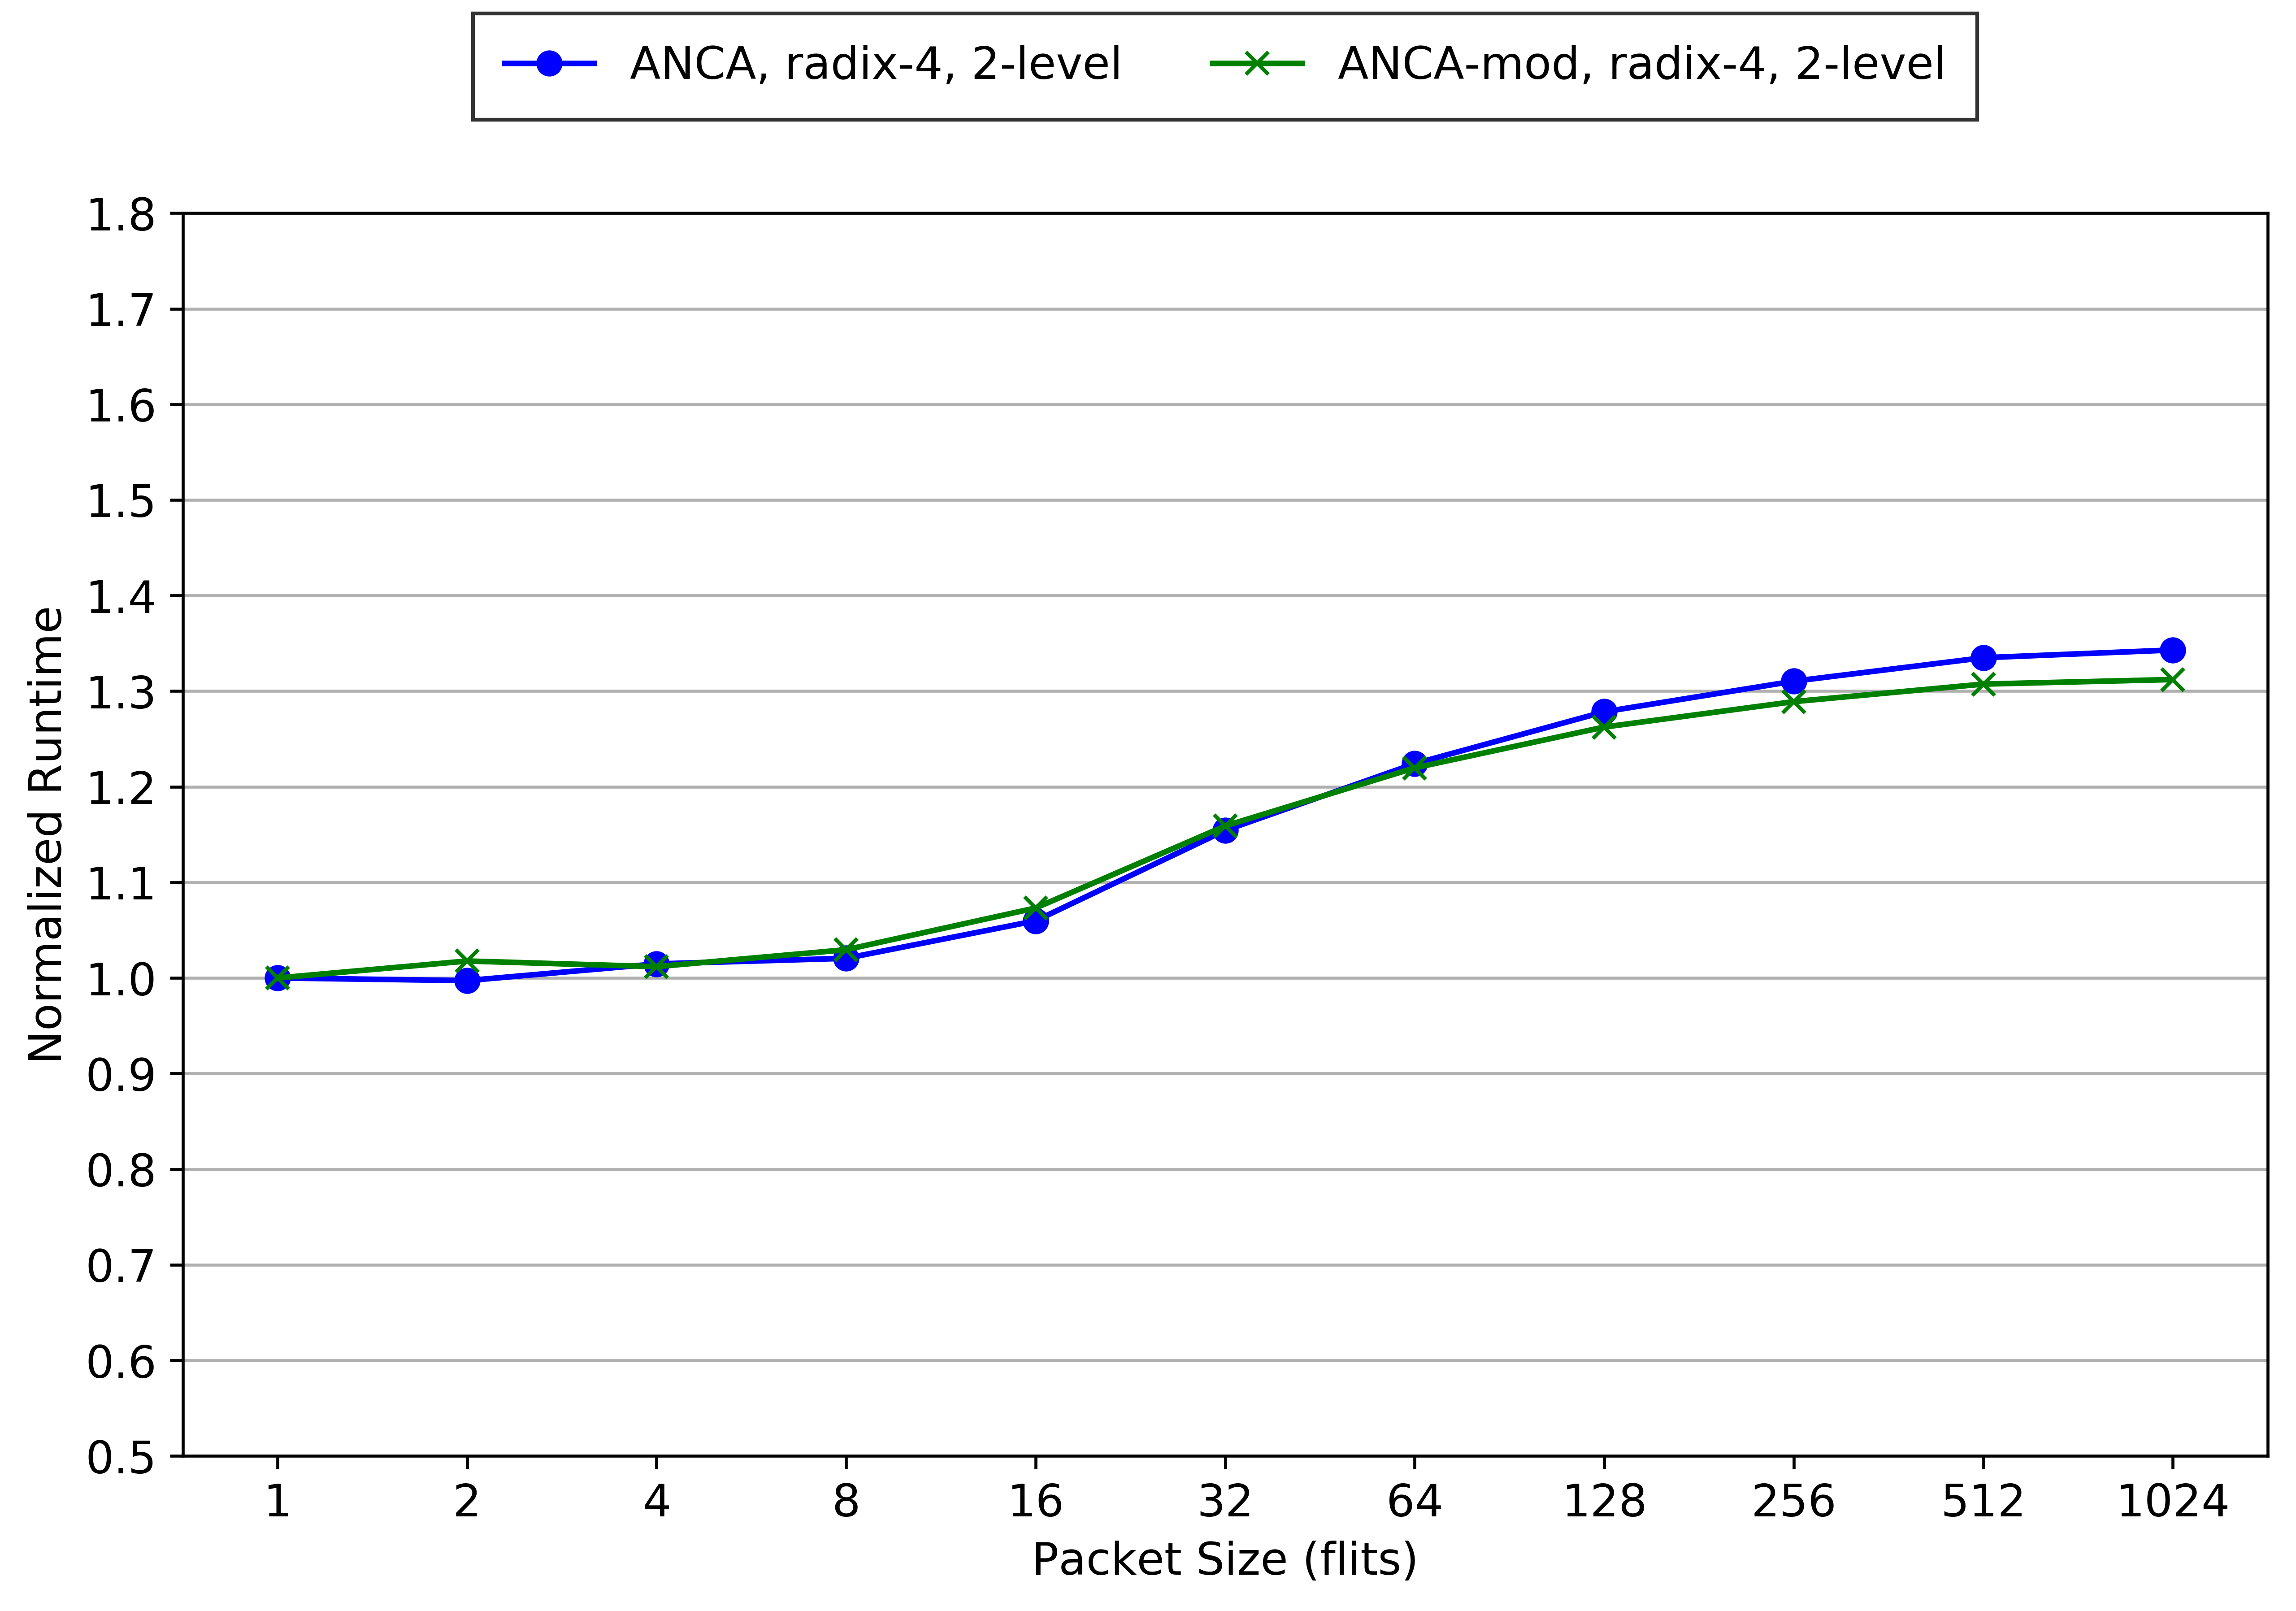 ANCA, radix-4, 2-level
ANCA-mod, radix-4, 2-level
1.8
1.7
1.6
1.5
1.4
1.3
1.2
1.1
1.0
0.9
0.8
0.7
0.6
0.5
Normalized Runtime
1 2 4 8 16 32 64 128 256 512 1024
Packet Size (flits)